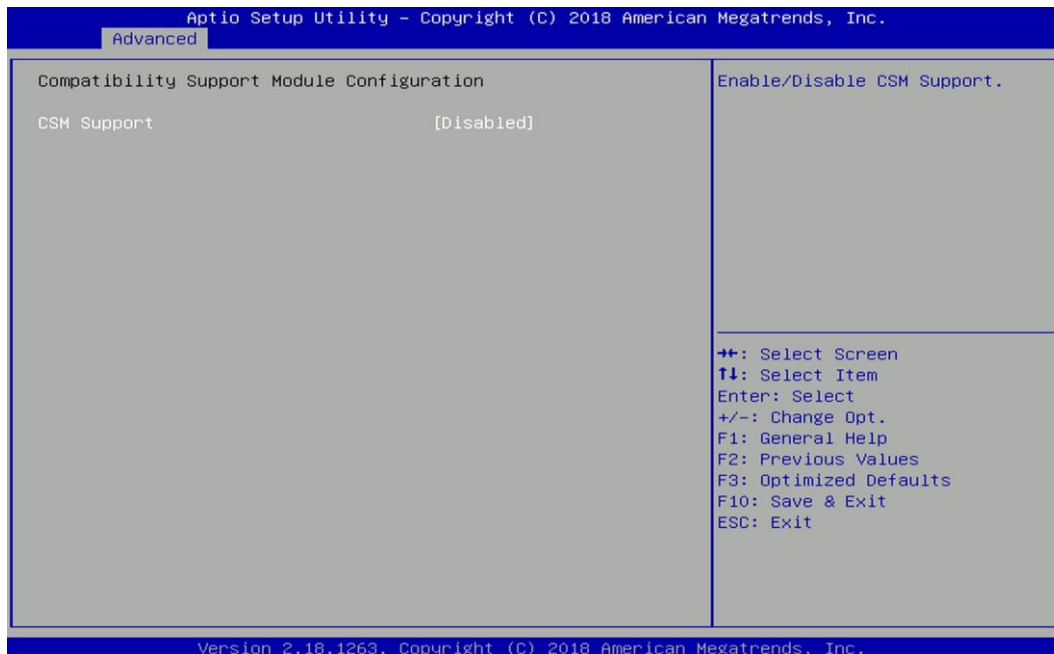 Aptio Setup Utility – Copyright (C) 2018 American Megatrends, Inc.
Advanced
Compatibility Support Module Configuration
CSM Support [Disabled]
Enable/Disable CSM Support.
→←: Select Screen
↑↓: Select Item
Enter: Select
+/-: Change Opt.
F1: General Help
F2: Previous Values
F3: Optimized Defaults
F10: Save & Exit
ESC: Exit
Version 2.18.1263. Copyright (C) 2018 American Megatrends, Inc.